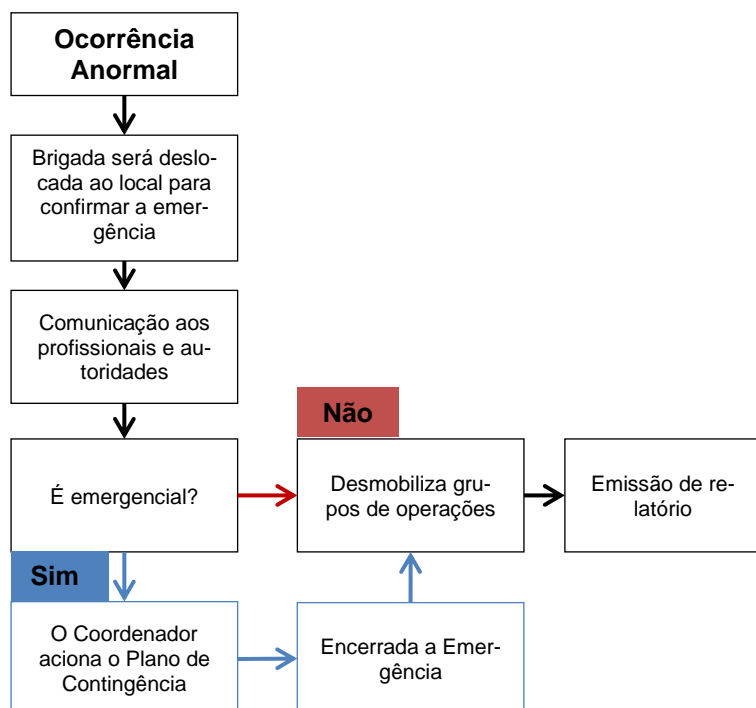 Ocorrência
Anormal
Brigada será deslo-
cada ao local para
confirmar a emer-
gência
Comunicação aos
profissionais e au-
toridades
Não
É emergencial?
Desmobiliza gru-
pos de operações
Emissão de re-
latório
Sim
O Coordenador
aciona o Plano de
Contingência
Encerrada a Emer-
gência